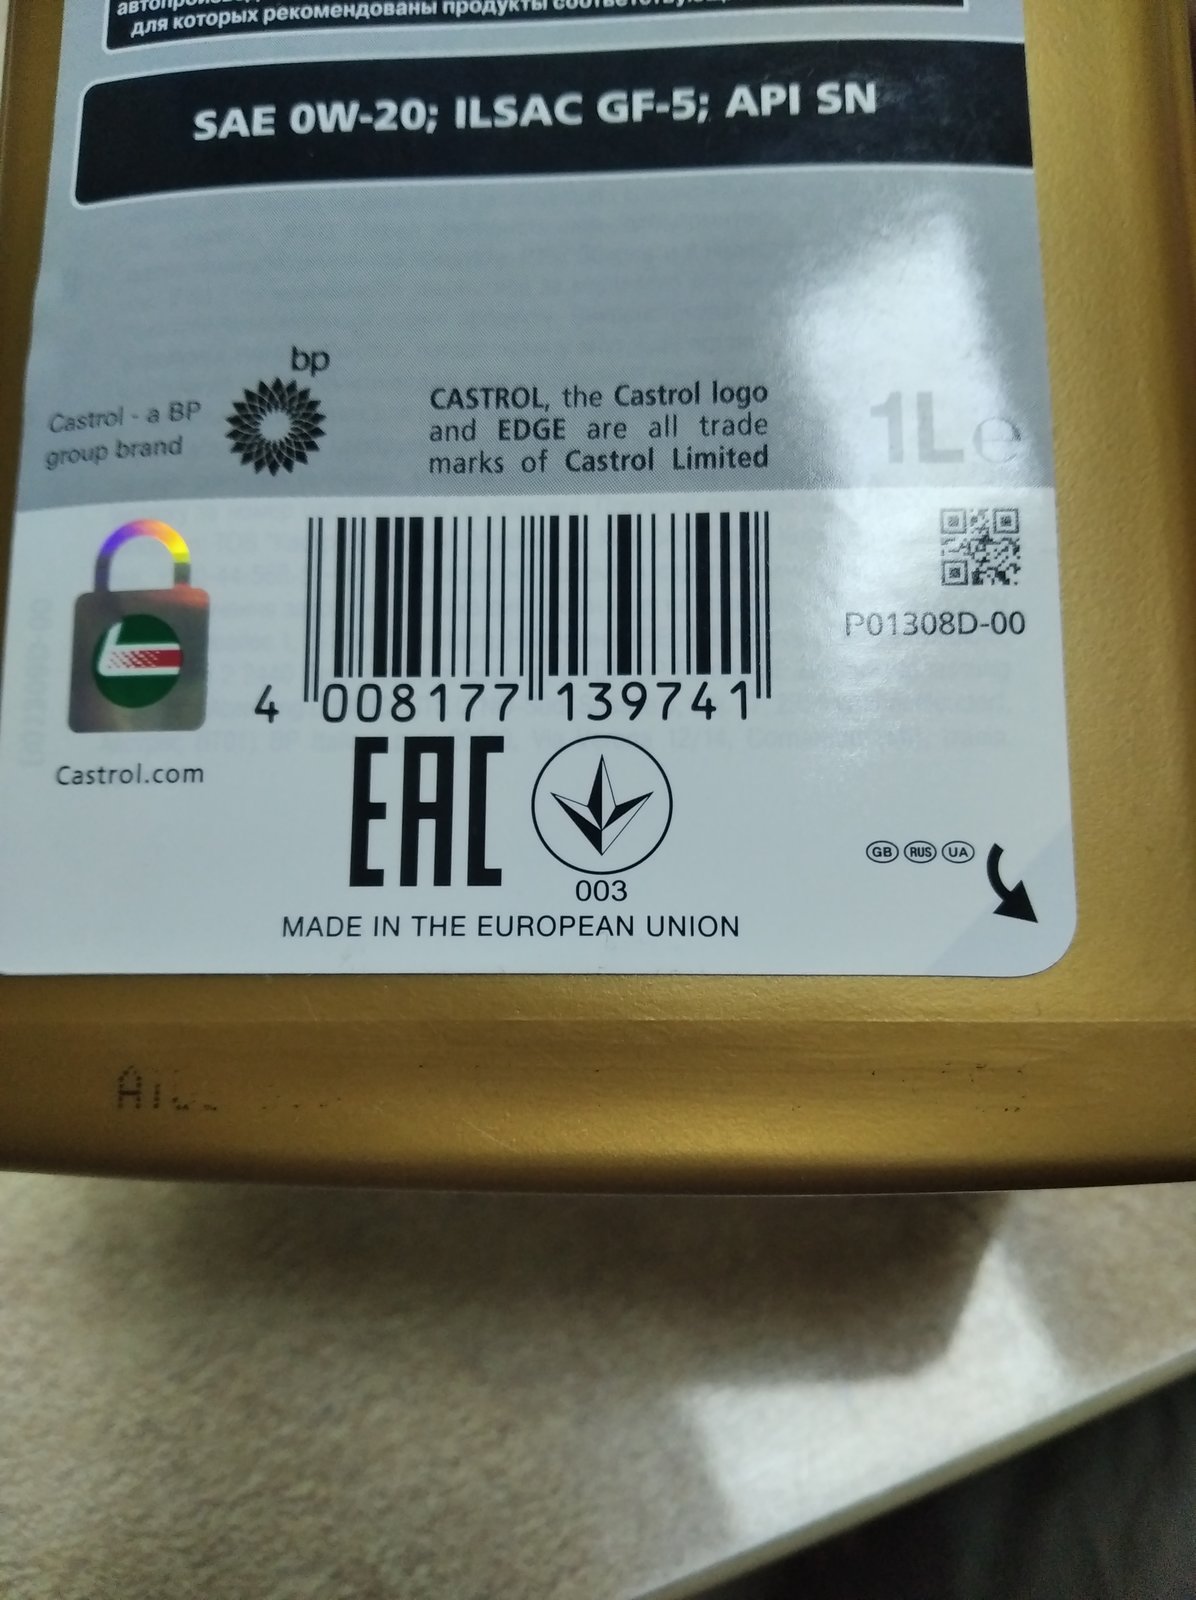 для которых рекомендованы продукты
SAE 0W-20; ILSAC GF-5; API SN
bp
Castrol - a BP
group brand
CASTROL, the Castrol logo
and EDGE are all trade
marks of Castrol Limited
1L e
P01308D-00
4 008177 139741
Castrol.com
EAC
003
GB RUS UA
MADE IN THE EUROPEAN UNION